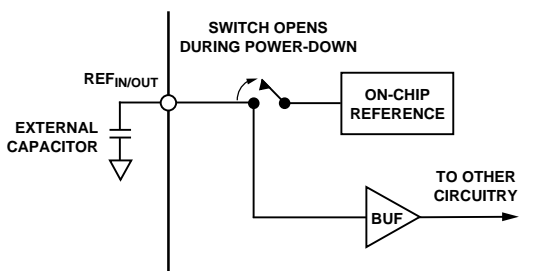 SWITCH OPENS
DURING POWER-DOWN
REFIN/OUT
EXTERNAL
CAPACITOR
ON-CHIP
REFERENCE
TO OTHER
CIRCUITRY
BUF